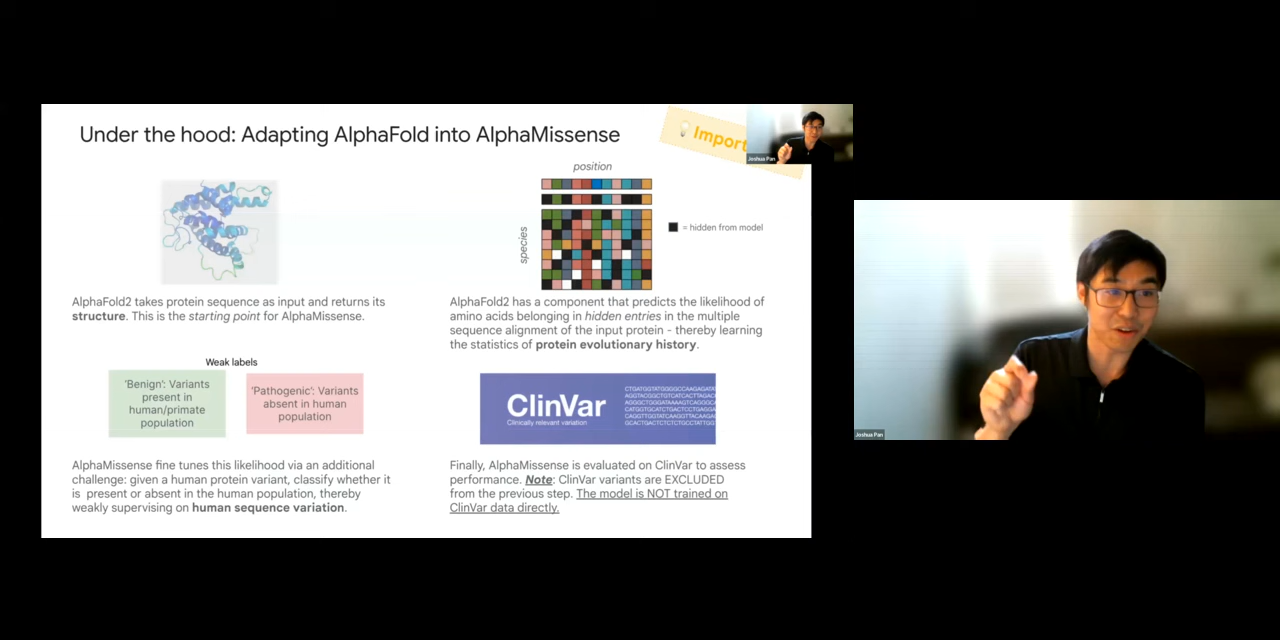 Under the hood: Adapting AlphaFold into AlphaMissense
Import
Joshua Pan
position
species
= hidden from model
AlphaFold2 takes protein sequence as input and returns its
structure. This is the starting point for AlphaMissense.
AlphaFold2 has a component that predicts the likelihood of
amino acids belonging in hidden entries in the multiple
sequence alignment of the input protein - thereby learning
the statistics of protein evolutionary history.
Weak labels
'Benign': Variants
present in
human/primate
population
'Pathogenic': Variants
absent in human
population
ClinVar
Clinically relevant variation
AlphaMissense fine tunes this likelihood via an additional
challenge: given a human protein variant, classify whether it
is present or absent in the human population, thereby
weakly supervising on human sequence variation.
Finally, AlphaMissense is evaluated on ClinVar to assess
performance. Note: ClinVar variants are EXCLUDED
from the previous step. The model is NOT trained on
ClinVar data directly.
Joshua Pan